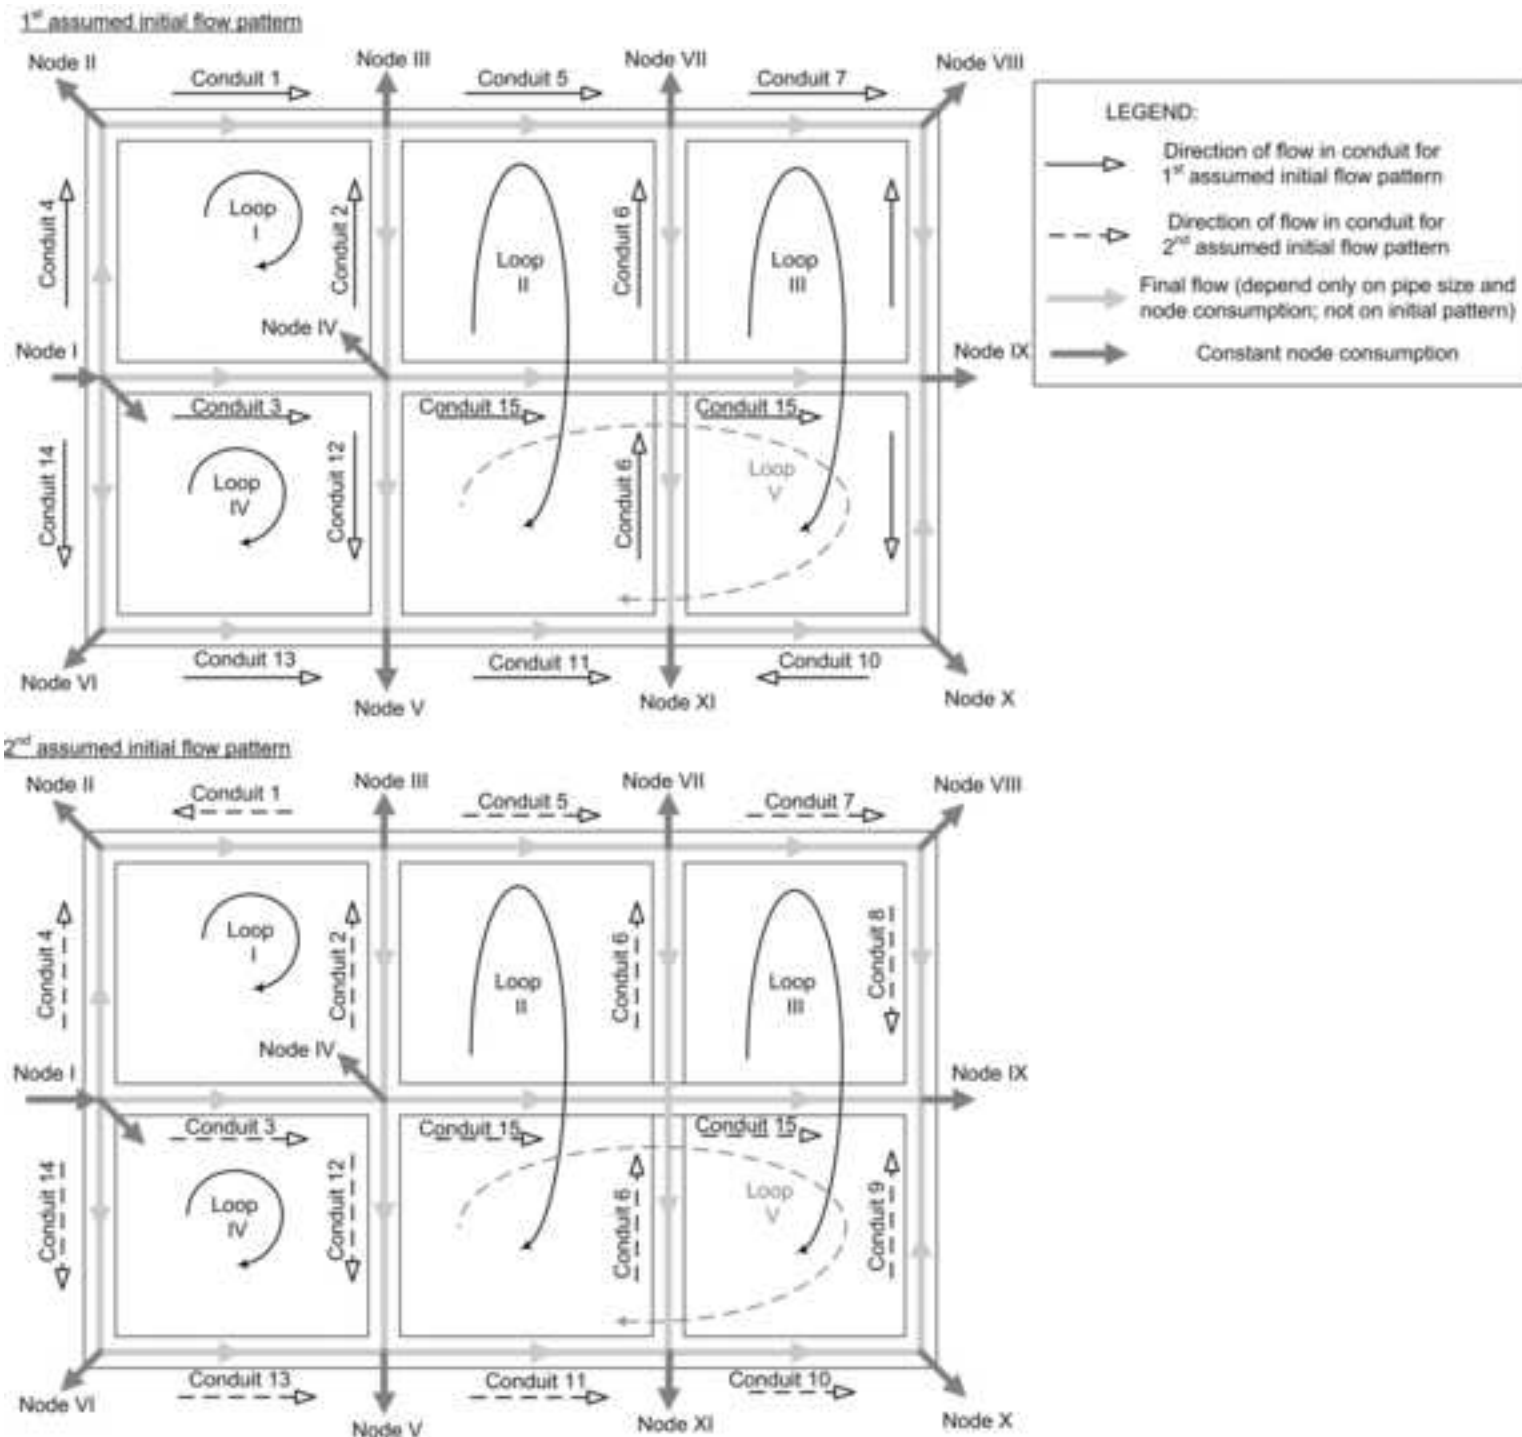 1st assumed initial flow pattern
Node II
Node III
Node VII
Node VIII
Conduit 1
Conduit 5
Conduit 7
LEGEND:
Direction of flow in conduit for
1st assumed initial flow pattern
Direction of flow in conduit for
2nd assumed initial flow pattern
Final flow (depend only on pipe size and
node consumption; not on initial pattern)
Constant node consumption
Conduit 4
Loop
I
Conduit 2
Loop
II
Conduit 6
Loop
III
Node IV
Node I
Node IX
Conduit 3
Conduit 15
Conduit 15
Conduit 14
Loop
IV
Conduit 12
Conduit 6
Loop
V
Conduit 13
Conduit 11
Conduit 10
Node VI
Node V
Node XI
Node X
2nd assumed initial flow pattern
Node II
Node III
Node VII
Node VIII
Conduit 1
Conduit 5
Conduit 7
Conduit 4
Loop
I
Conduit 2
Loop
II
Conduit 6
Loop
III
Conduit 8
Node IV
Node I
Node IX
Conduit 3
Conduit 15
Conduit 15
Conduit 14
Loop
IV
Conduit 12
Conduit 6
Loop
V
Conduit 9
Conduit 13
Conduit 11
Conduit 10
Node VI
Node V
Node XI
Node X